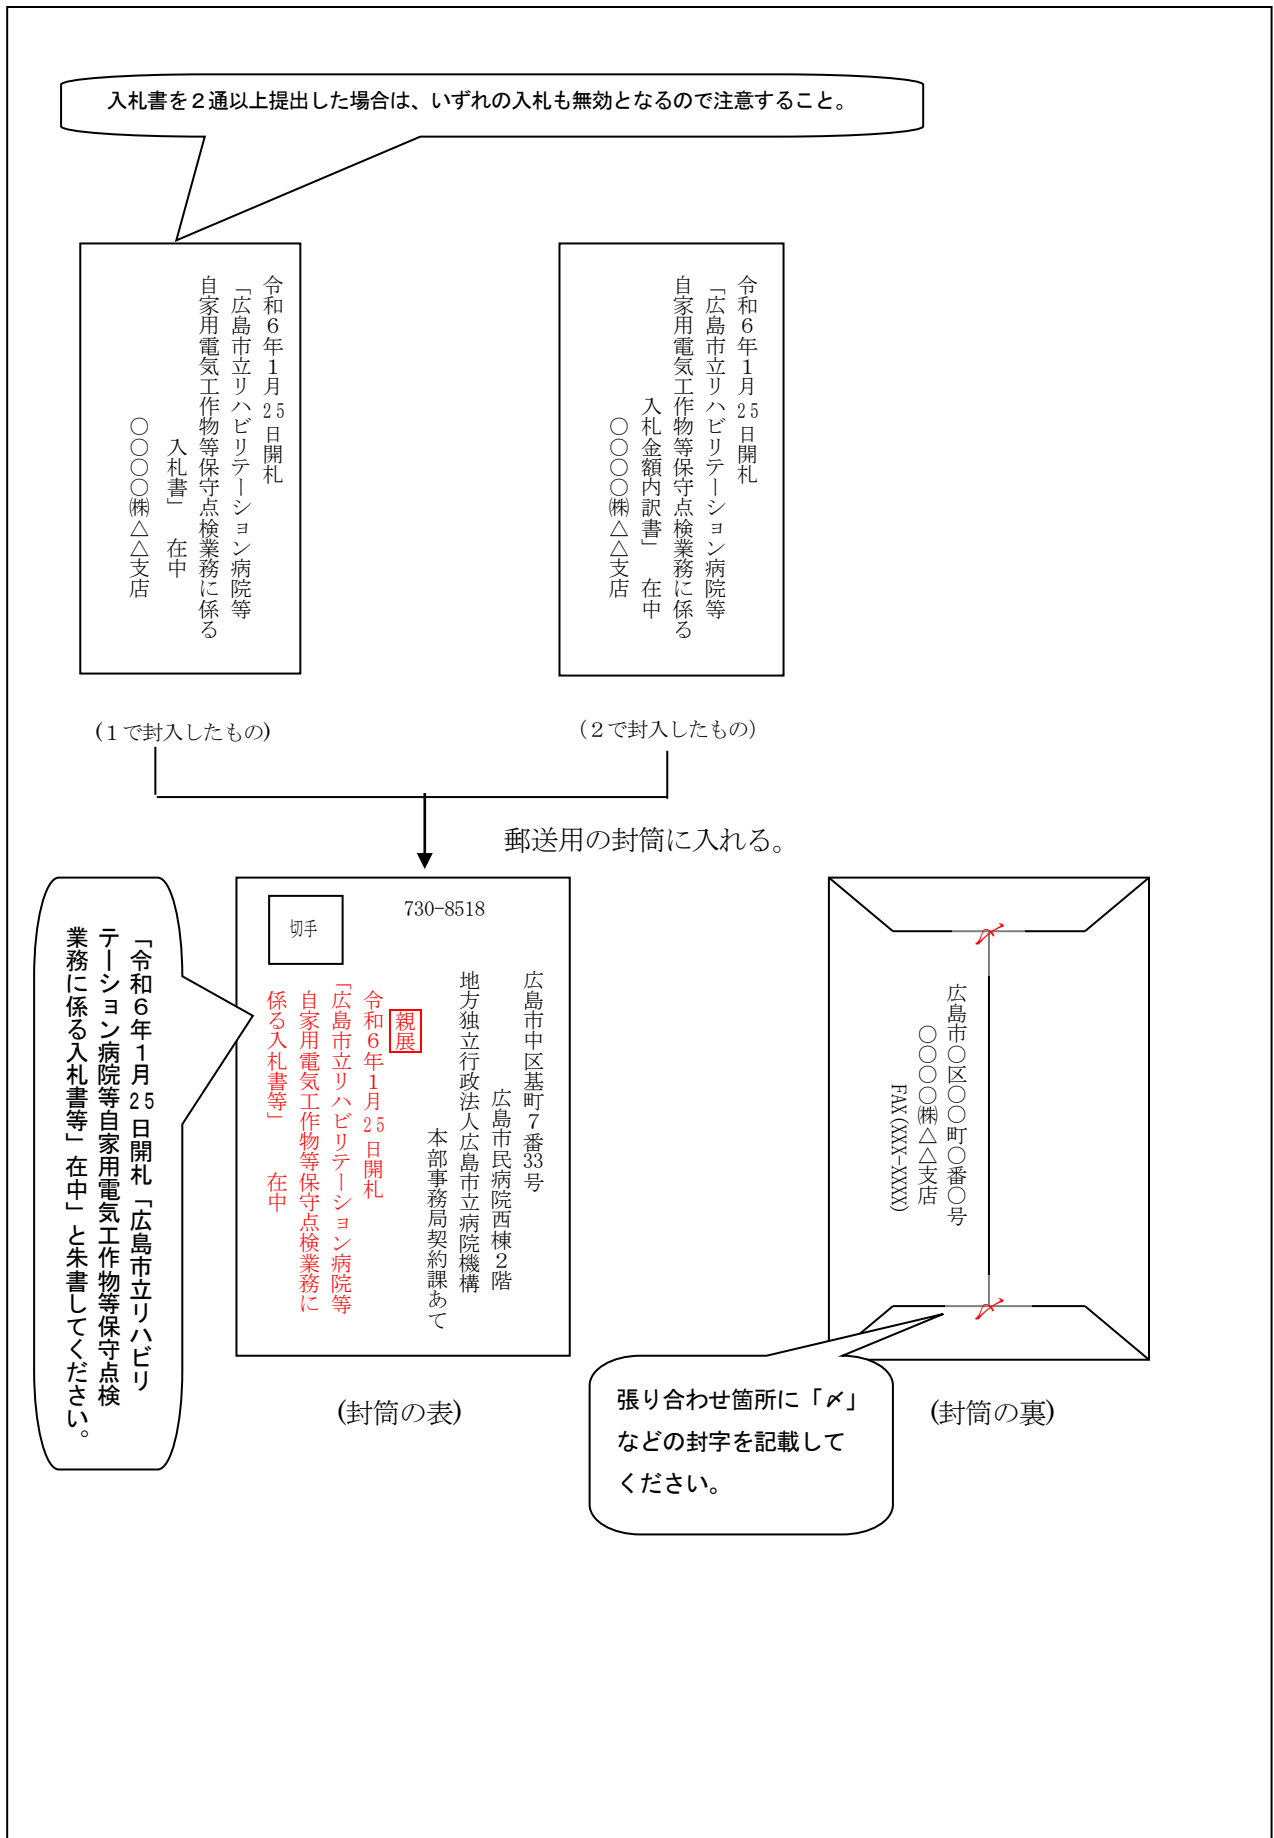 入札書を２通以上提出した場合は、いずれの入札も無効となるので注意すること。
令和６年１月25日開札
「広島市立リハビリテーション病院等
自家用電気工作物等保守点検業務に係る
入札書」　在中
○○○○㈱△△支店
令和６年１月25日開札
「広島市立リハビリテーション病院等
自家用電気工作物等保守点検業務に係る
入札金額内訳書」　在中
○○○○㈱△△支店
(１で封入したもの)
（２で封入したもの）
郵送用の封筒に入れる。
「令和６年１月25日開札「広島市立リハビリ
テーション病院等自家用電気工作物等保守点検
業務に係る入札書等」在中」と朱書してください。
切手
730-8518
広島市中区基町７番33号
広島市民病院西棟２階
地方独立行政法人広島市立病院機構
本部事務局契約課あて
親展
令和６年１月25日開札
「広島市立リハビリテーション病院等
自家用電気工作物等保守点検業務に
係る入札書等」　　在中
(封筒の表)
〆
広島市○区○○町○番○号
○○○○㈱△△支店
FAX(XXX-XXXX)
〆
張り合わせ箇所に「〆」
などの封字を記載して
ください。
(封筒の裏)